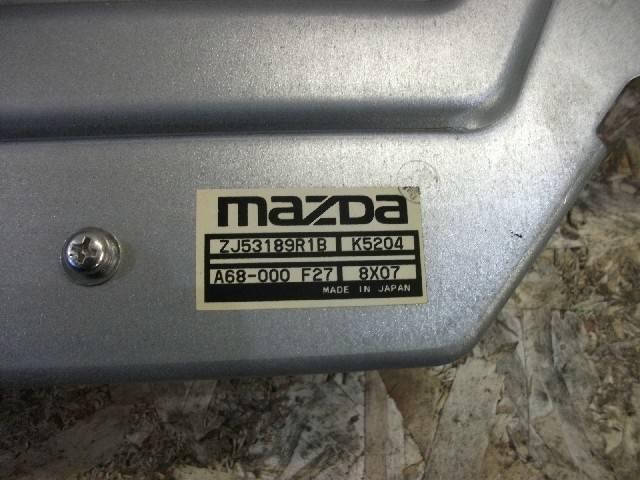 mazda
ZJ53189R1B K5204
A68-000 F27 8X07
MADE IN JAPAN